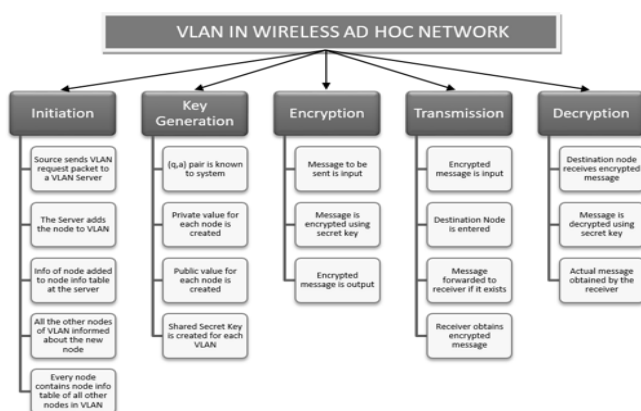 VLAN IN WIRELESS AD HOC NETWORK
Initiation
Source sends VLAN
request packet to
a VLAN Server
The Server adds
the node to VLAN
Info of node added
to node info table
at the server
All the other nodes
of VLAN informed
about the new
node
Every node
contains node info
table of all other
nodes in VLAN
Key
Generation
(q,a) pair is known
to system
Private value for
each node is
created
Public value for
each node is
created
Shared Secret Key
is created for each
VLAN
Encryption
Message to be
sent is input
Message is
encrypted using
secret key
Encrypted
message is output
Transmission
Encrypted
message is input
Destination Node
is entered
Message
forwarded to
receiver if it exists
Receiver obtains
encrypted
message
Decryption
Destination node
receives encrypted
message
Message is
decrypted using
secret key
Actual message
obtained by the
receiver